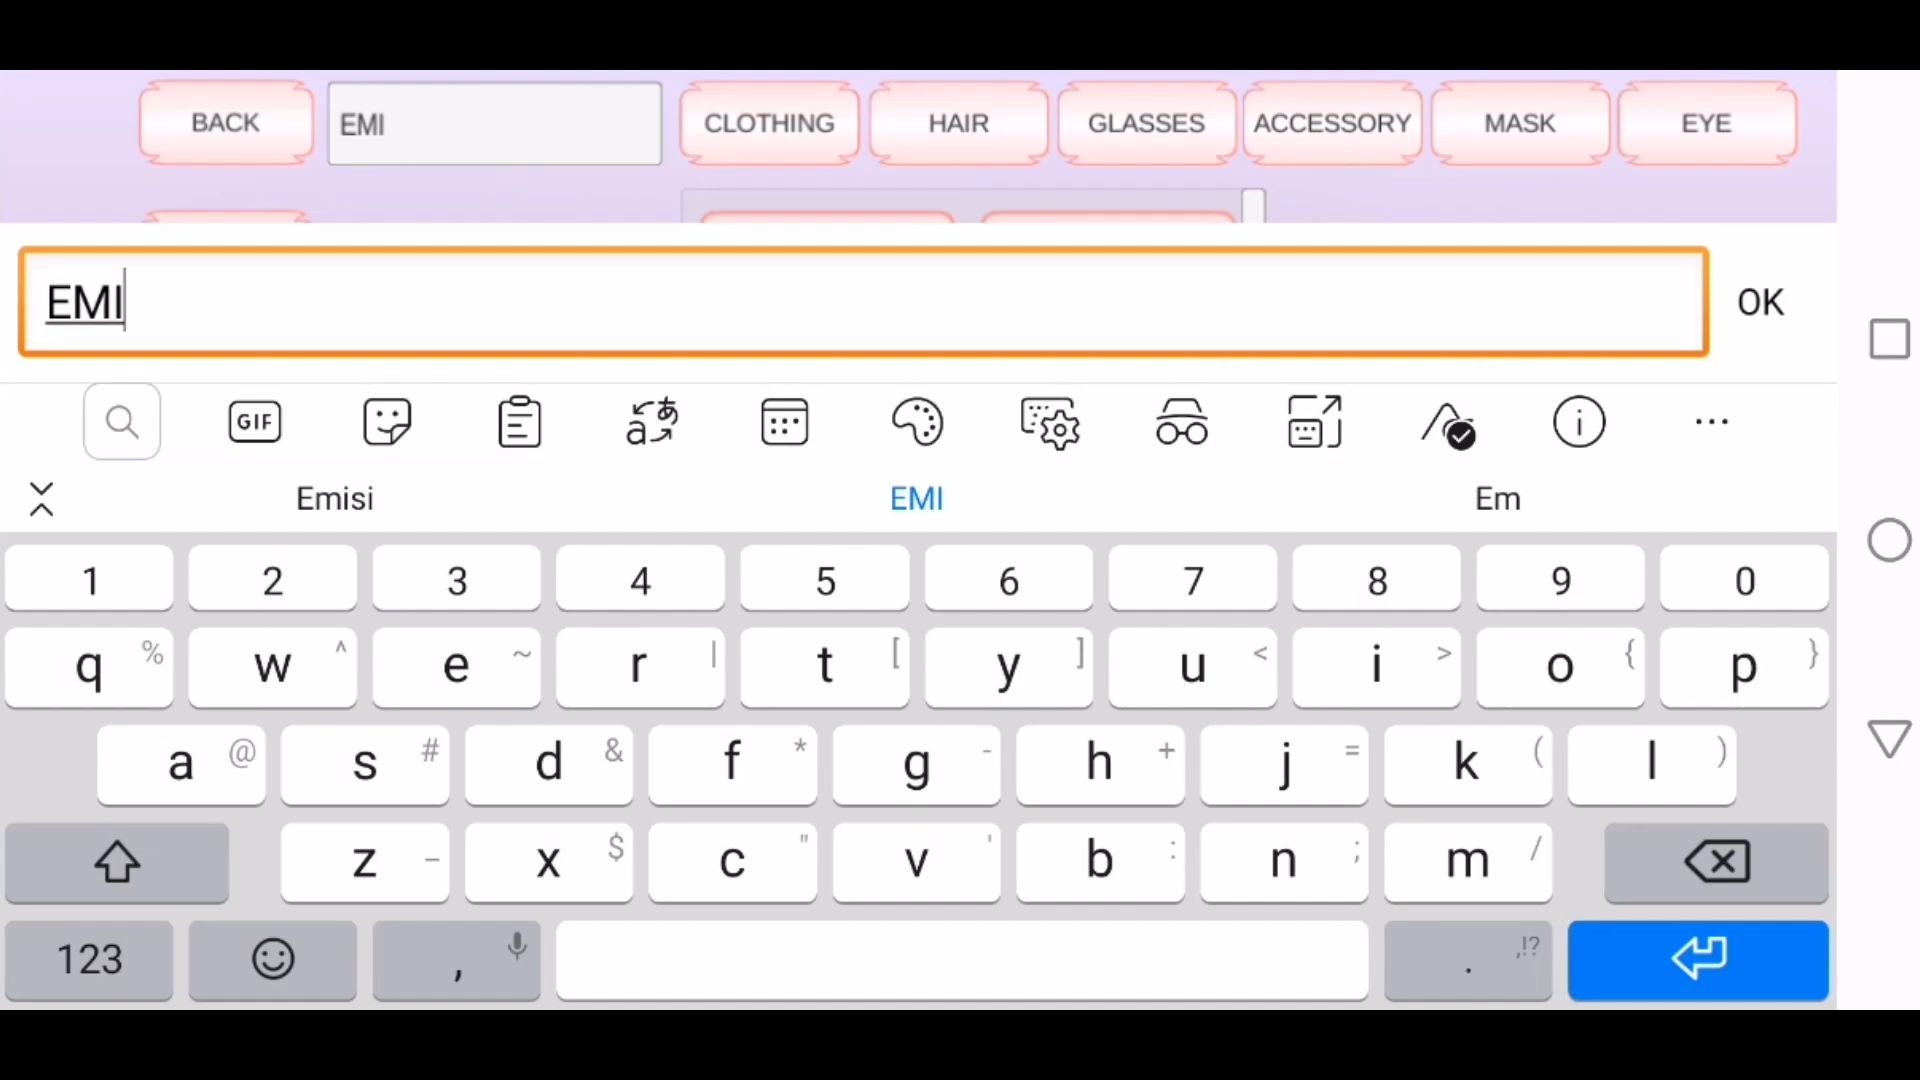 BACK EMI CLOTHING HAIR GLASSES ACCESSORY MASK EYE
EMI OK
GIF a あ
Emisi EMI Em
1 2 3 4 5 6 7 8 9 0
q % w ^ e ~ r | t [ y ] u < i > o { p }
a @ s # d & f * g - h + j = k ( l )
z _ x $ c " v ' b : n ; m /
123 , . ,!?